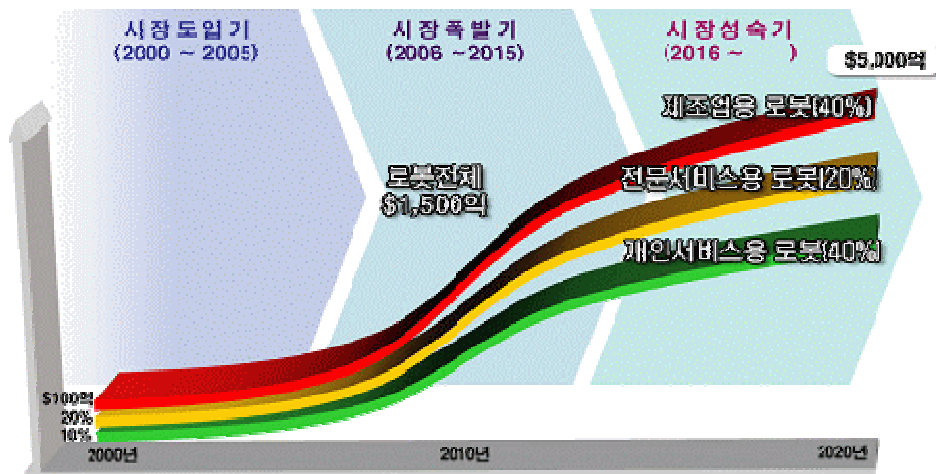 시장도입기
(2000 ~ 2005)
시장폭발기
(2006 ~2015)
시장성숙기
(2016 ~ )
$5,000억
제조업용 로봇(40%)
로봇전체
$1,500억
전문서비스용 로봇(20%)
개인서비스용 로봇(40%)
$100억
20%
10%
2000년
2010년
2020년